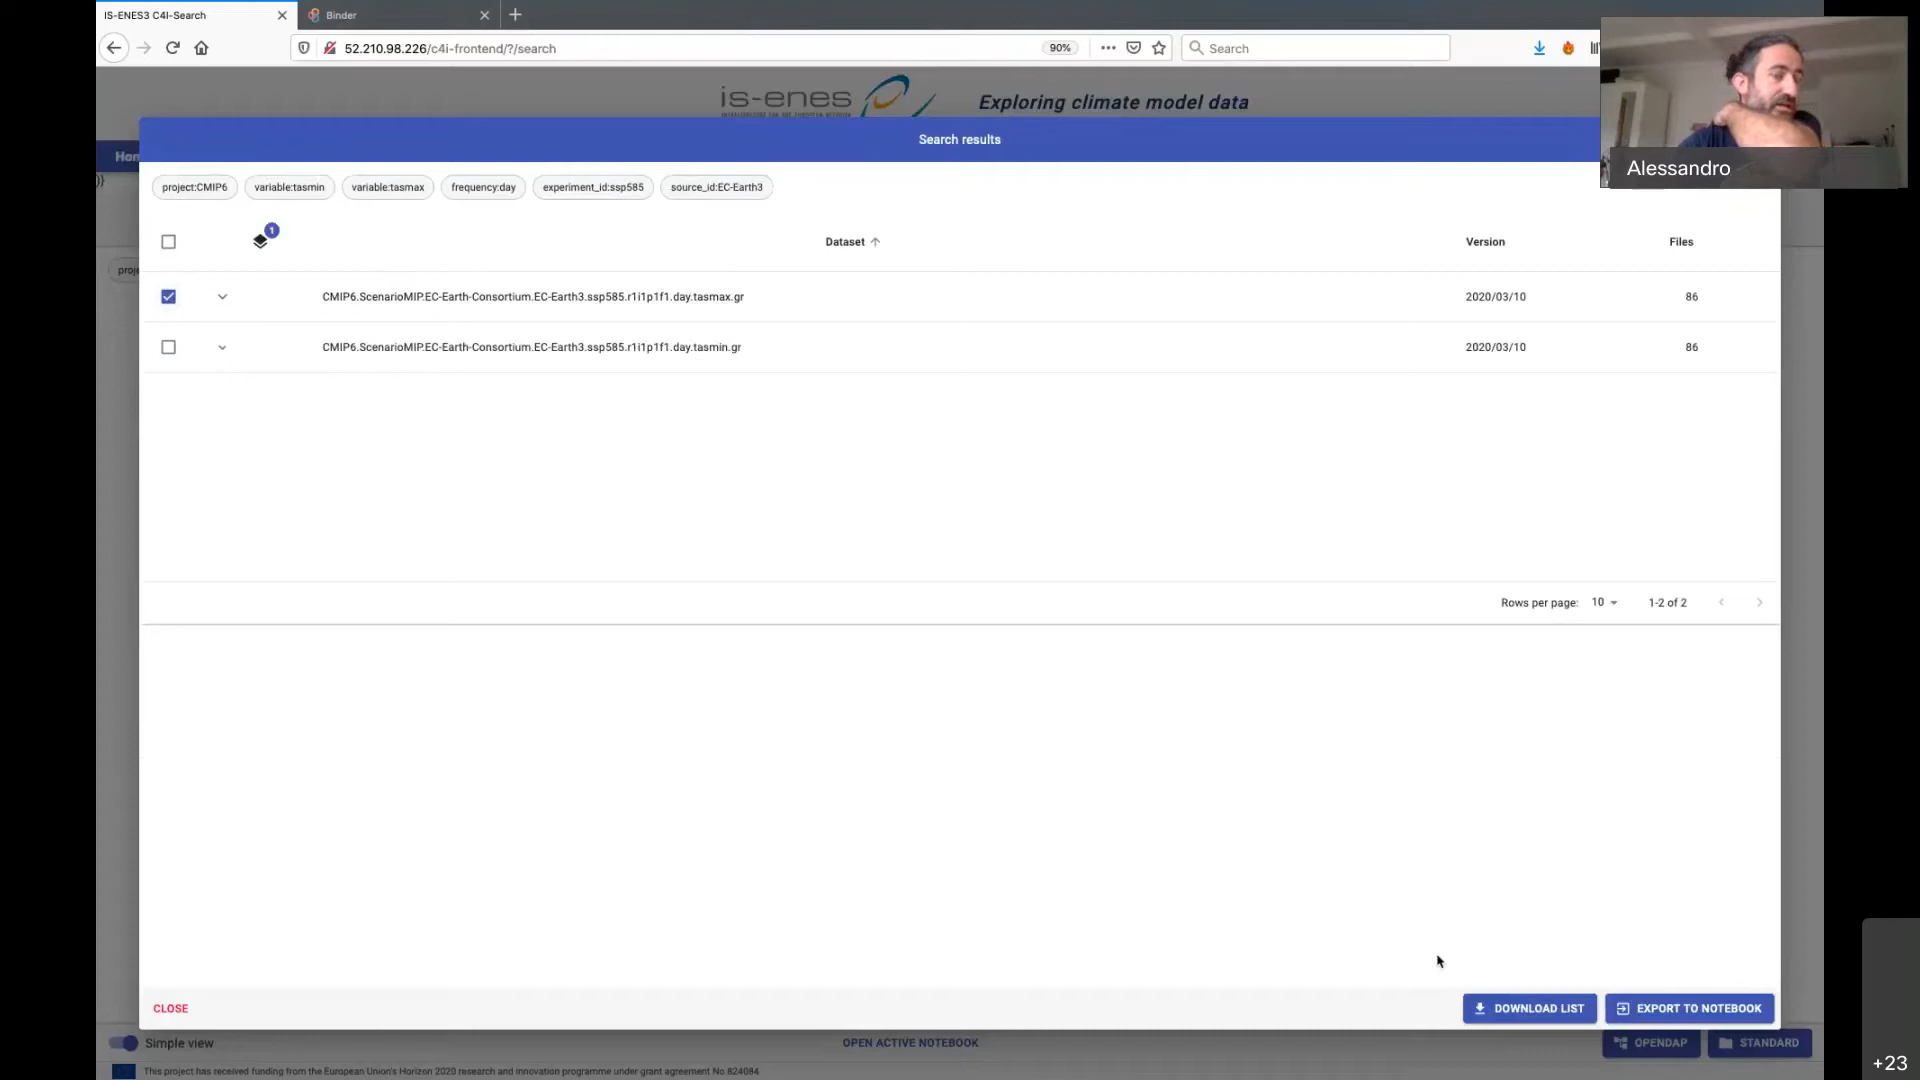 IS-ENES3 C4I-Search
Binder
52.210.98.226/c4i-frontend/?/search
90%
Search
is-enes
Exploring climate model data
Alessandro
Hom
Search results
))
project:CMIP6
variable:tasmin
variable:tasmax
frequency:day
experiment_id:ssp585
source_id:EC-Earth3
1
Dataset
Version
Files
proje
CMIP6.ScenarioMIP.EC-Earth-Consortium.EC-Earth3.ssp585.r1i1p1f1.day.tasmax.gr
2020/03/10
86
CMIP6.ScenarioMIP.EC-Earth-Consortium.EC-Earth3.ssp585.r1i1p1f1.day.tasmin.gr
2020/03/10
86
Rows per page: 10
1-2 of 2
CLOSE
DOWNLOAD LIST
EXPORT TO NOTEBOOK
Simple view
OPEN ACTIVE NOTEBOOK
OPENDAP
STANDARD
This project has received funding from the European Union's Horizon 2020 research and innovation programme under grant agreement No 824084
+23